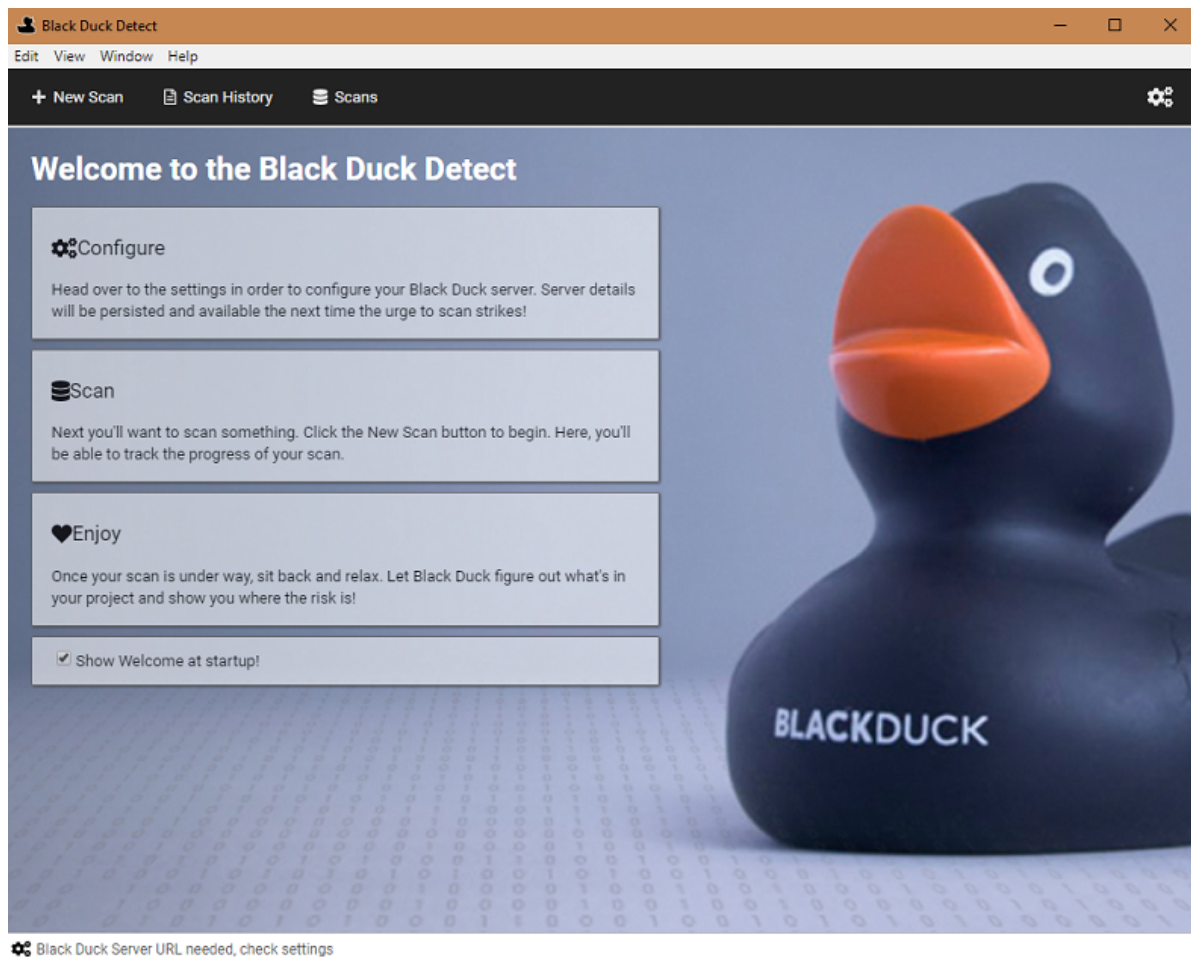 Black Duck Detect
Edit View Window Help
New Scan Scan History Scans
Welcome to the Black Duck Detect
Configure
Head over to the settings in order to configure your Black Duck server. Server details
will be persisted and available the next time the urge to scan strikes!
Scan
Next you'll want to scan something. Click the New Scan button to begin. Here, you'll
be able to track the progress of your scan.
Enjoy
Once your scan is under way, sit back and relax. Let Black Duck figure out what's in
your project and show you where the risk is!
Show Welcome at startup!
BLACKDUCK
Black Duck Server URL needed, check settings